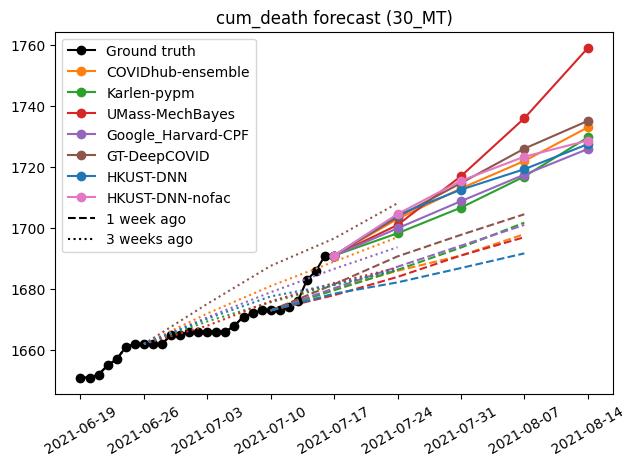 cum_death forecast (30_MT)
1760
1740
1720
1700
1680
1660
Ground truth
COVIDhub-ensemble
Karlen-pypm
UMass-MechBayes
Google_Harvard-CPF
GT-DeepCOVID
HKUST-DNN
HKUST-DNN-nofac
1 week ago
3 weeks ago
2021-06-19
2021-06-26
2021-07-03
2021-07-10
2021-07-17
2021-07-24
2021-07-31
2021-08-07
2021-08-14